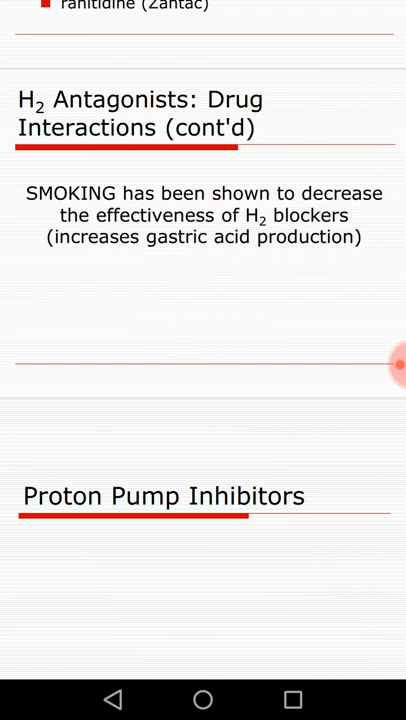 ranitidine (Zantac)
H₂ Antagonists: Drug
Interactions (cont'd)
SMOKING has been shown to decrease
the effectiveness of H₂ blockers
(increases gastric acid production)
Proton Pump Inhibitors